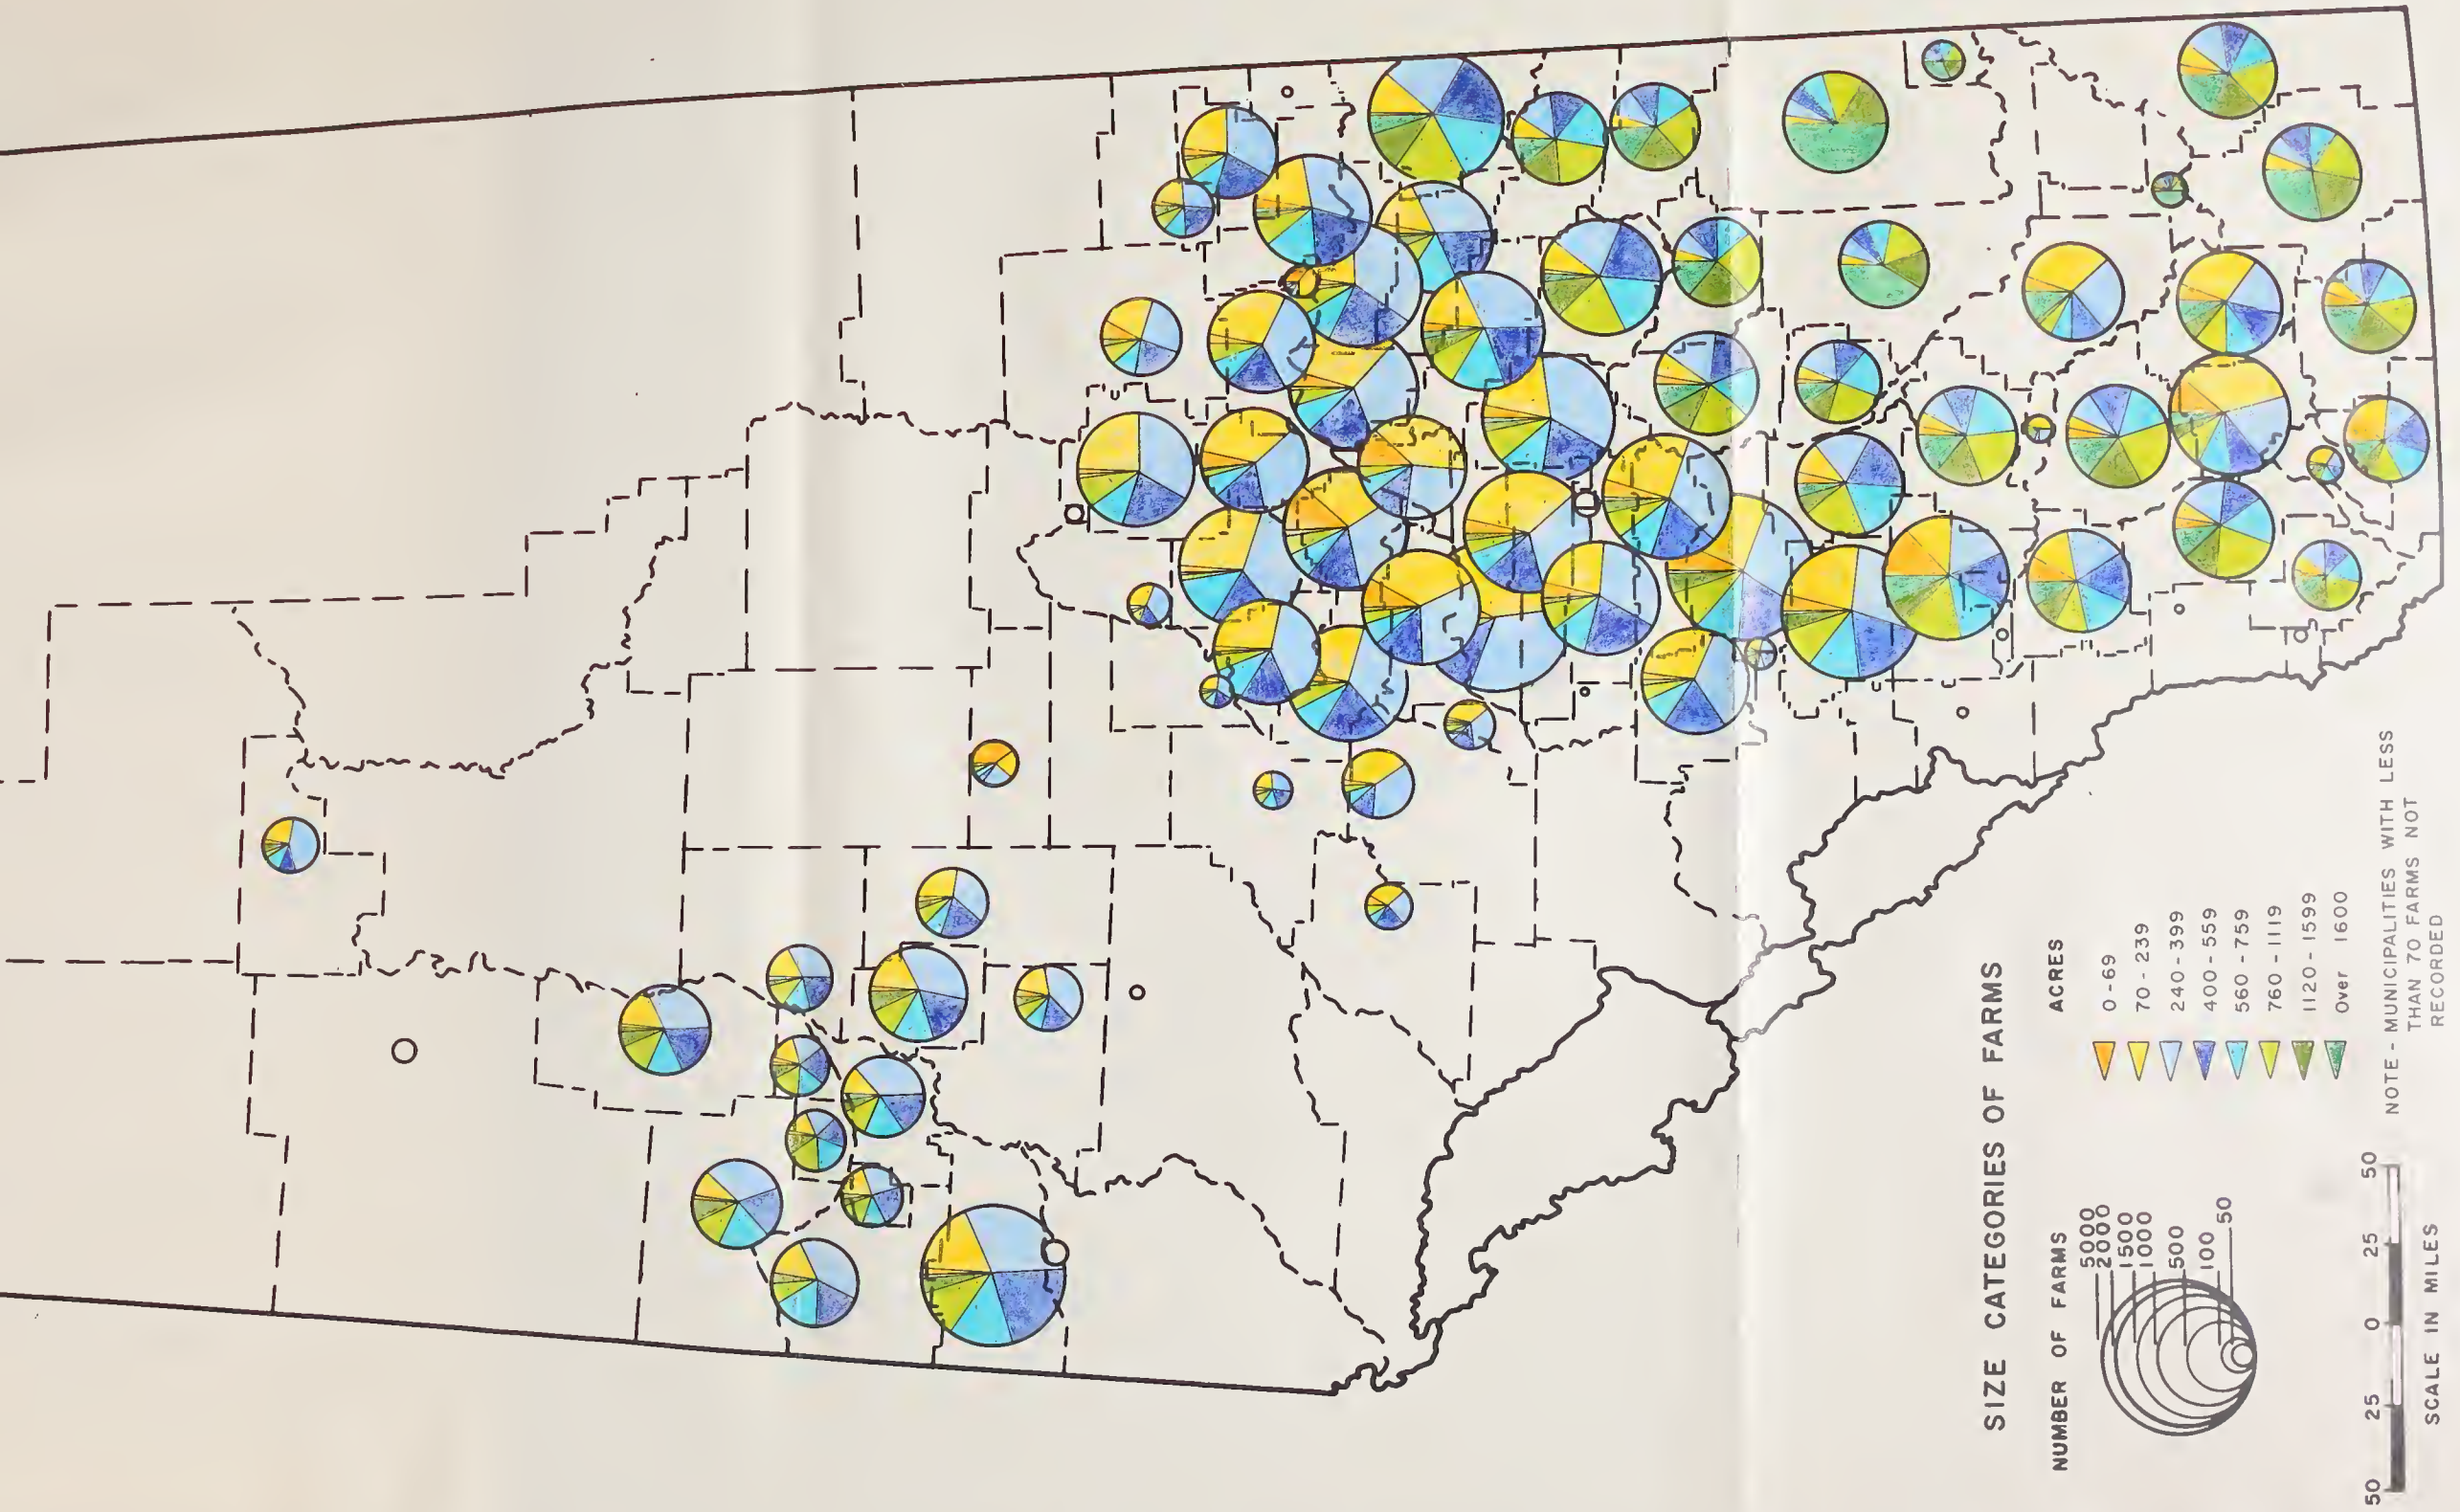 SIZE CATEGORIES OF FARMS
NUMBER OF FARMS
5000
2000
1500
1000
500
100
50
ACRES
0-69
70-239
240-399
400-559
560-759
760-1119
1120-1599
Over 1600
50 25 0 25 50
SCALE IN MILES
NOTE - MUNICIPALITIES WITH LESS
THAN 70 FARMS NOT
RECORDED